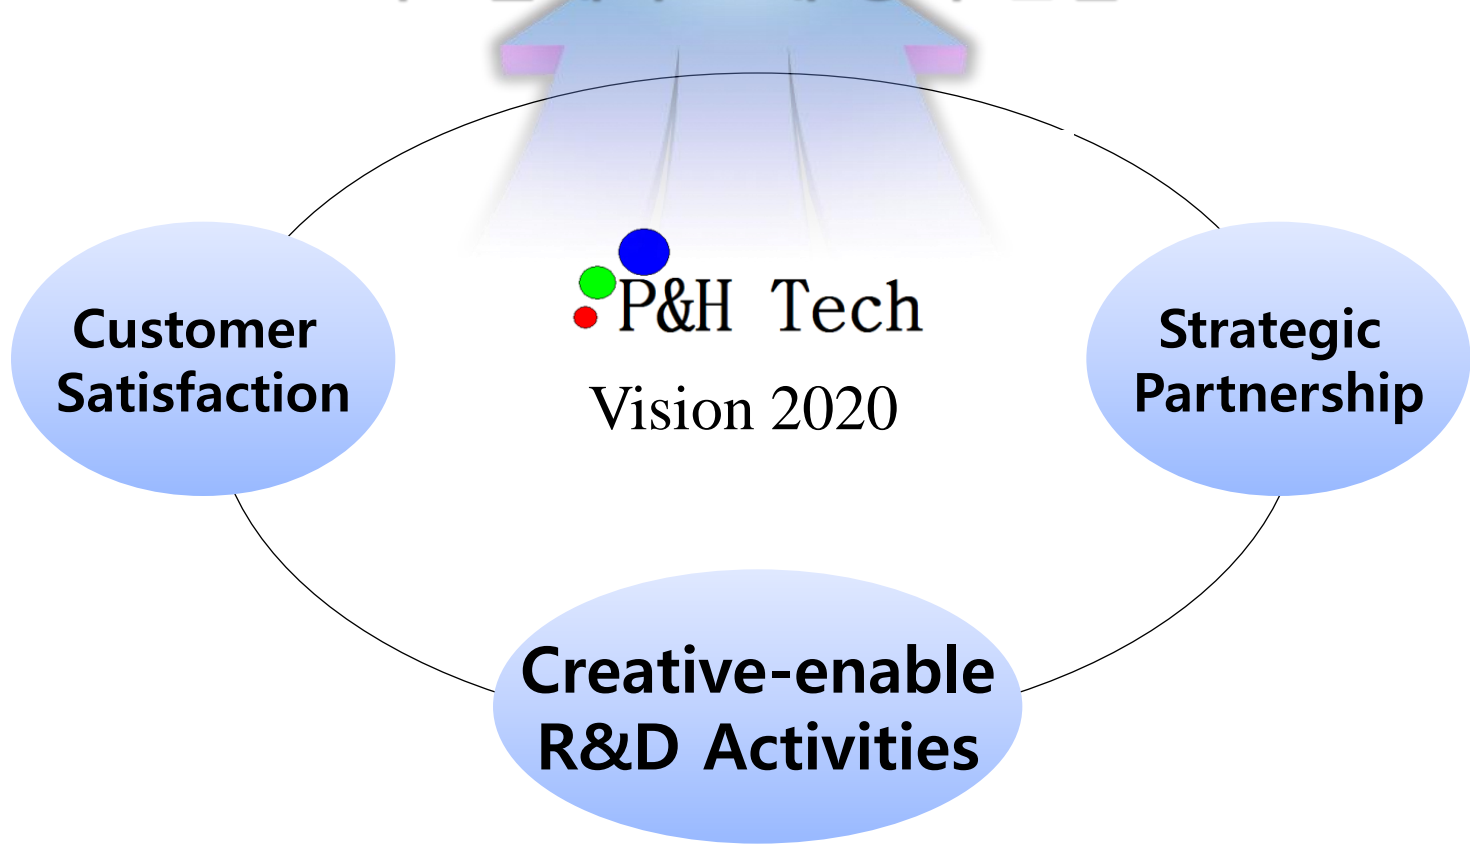 P&H Tech
Vision 2020
Customer
Satisfaction
Strategic
Partnership
Creative-enable
R&D Activities